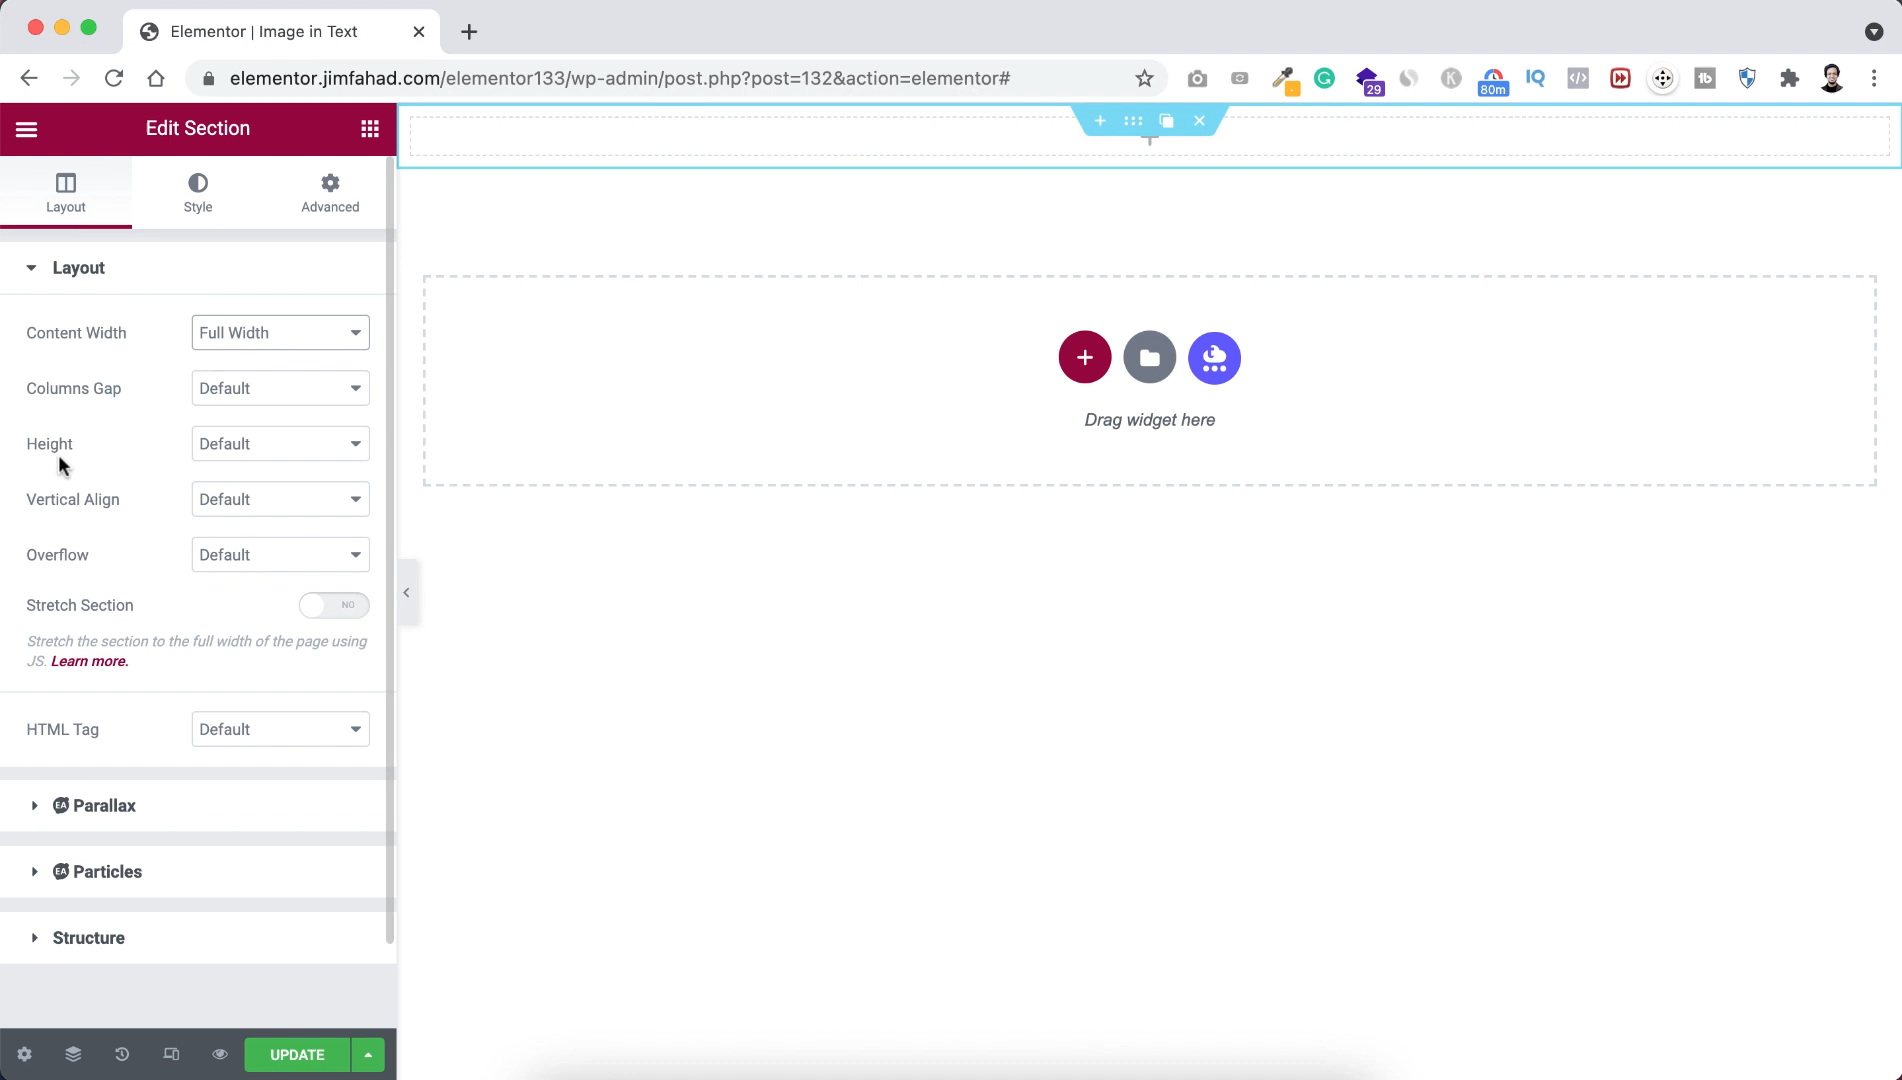 Elementor | Image in Text
elementor.jimfahad.com/elementor133/wp-admin/post.php?post=132&action=elementor#
29
80m
IQ
</>
K
tb
Edit Section
Layout
Style
Advanced
Layout
Content Width
Full Width
Columns Gap
Default
Height
Default
Vertical Align
Default
Overflow
Default
Stretch Section
NO
Stretch the section to the full width of the page using
JS. Learn more.
HTML Tag
Default
EA Parallax
EA Particles
Structure
UPDATE
Drag widget here